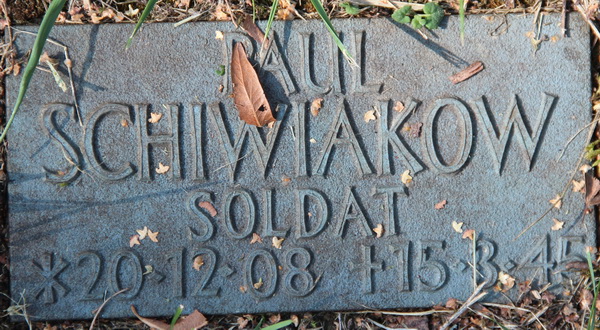 PAUL
SCHIWIAKOW
SOLDAT
*20·12·08 †15·3·45